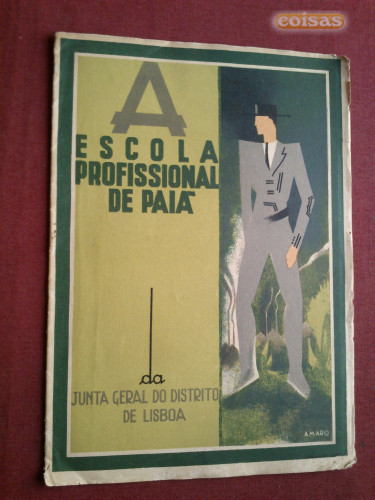 coisas
A
ESCOLA
PROFISSIONAL
DE PAIÃ
da
JUNTA GERAL DO DISTRITO
DE LISBOA
AMARO